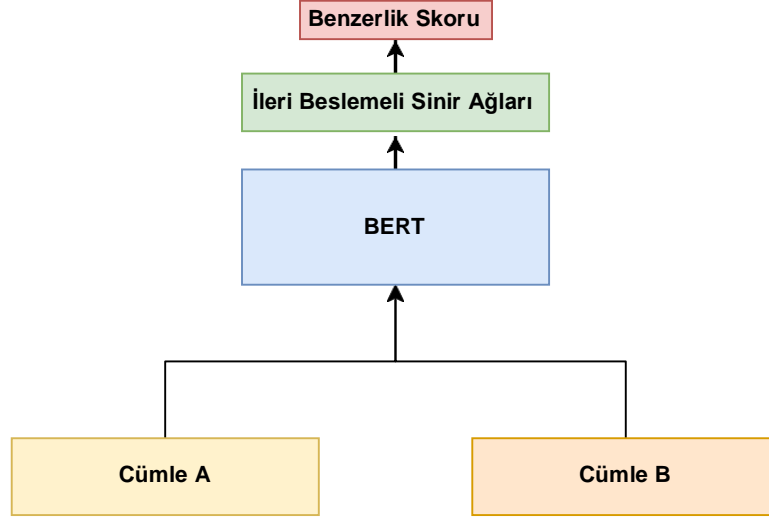 Benzerlik Skoru
İleri Beslemeli Sinir Ağları
BERT
Cümle A
Cümle B